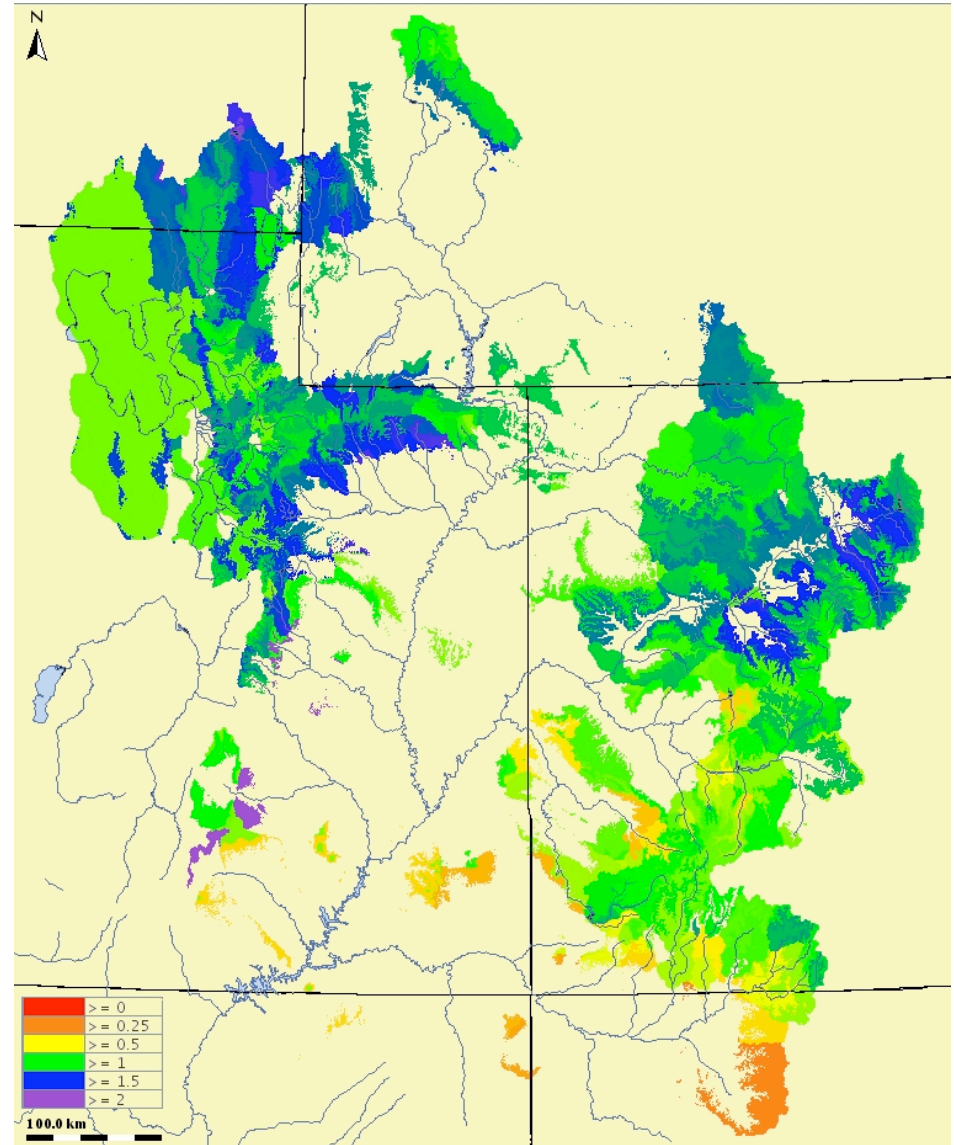 N
> = 0
> = 0.25
> = 0.5
> = 1
> = 1.5
> = 2
100.0 km